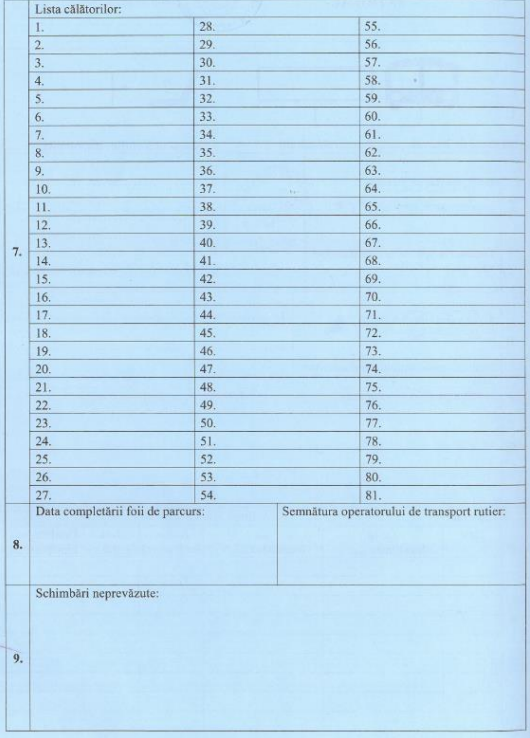 Lista călătorilor:
1. 28. 55.
2. 29. 56.
3. 30. 57.
4. 31. 58.
5. 32. 59.
6. 33. 60.
7. 34. 61.
8. 35. 62.
9. 36. 63.
10. 37. 64.
11. 38. 65.
12. 39. 66.
13. 40. 67.
7.
14. 41. 68.
15. 42. 69.
16. 43. 70.
17. 44. 71.
18. 45. 72.
19. 46. 73.
20. 47. 74.
21. 48. 75.
22. 49. 76.
23. 50. 77.
24. 51. 78.
25. 52. 79.
26. 53. 80.
27. 54. 81.
Data completării foii de parcurs: Semnătura operatorului de transport rutier:
8.
Schimbări neprevăzute:
9.